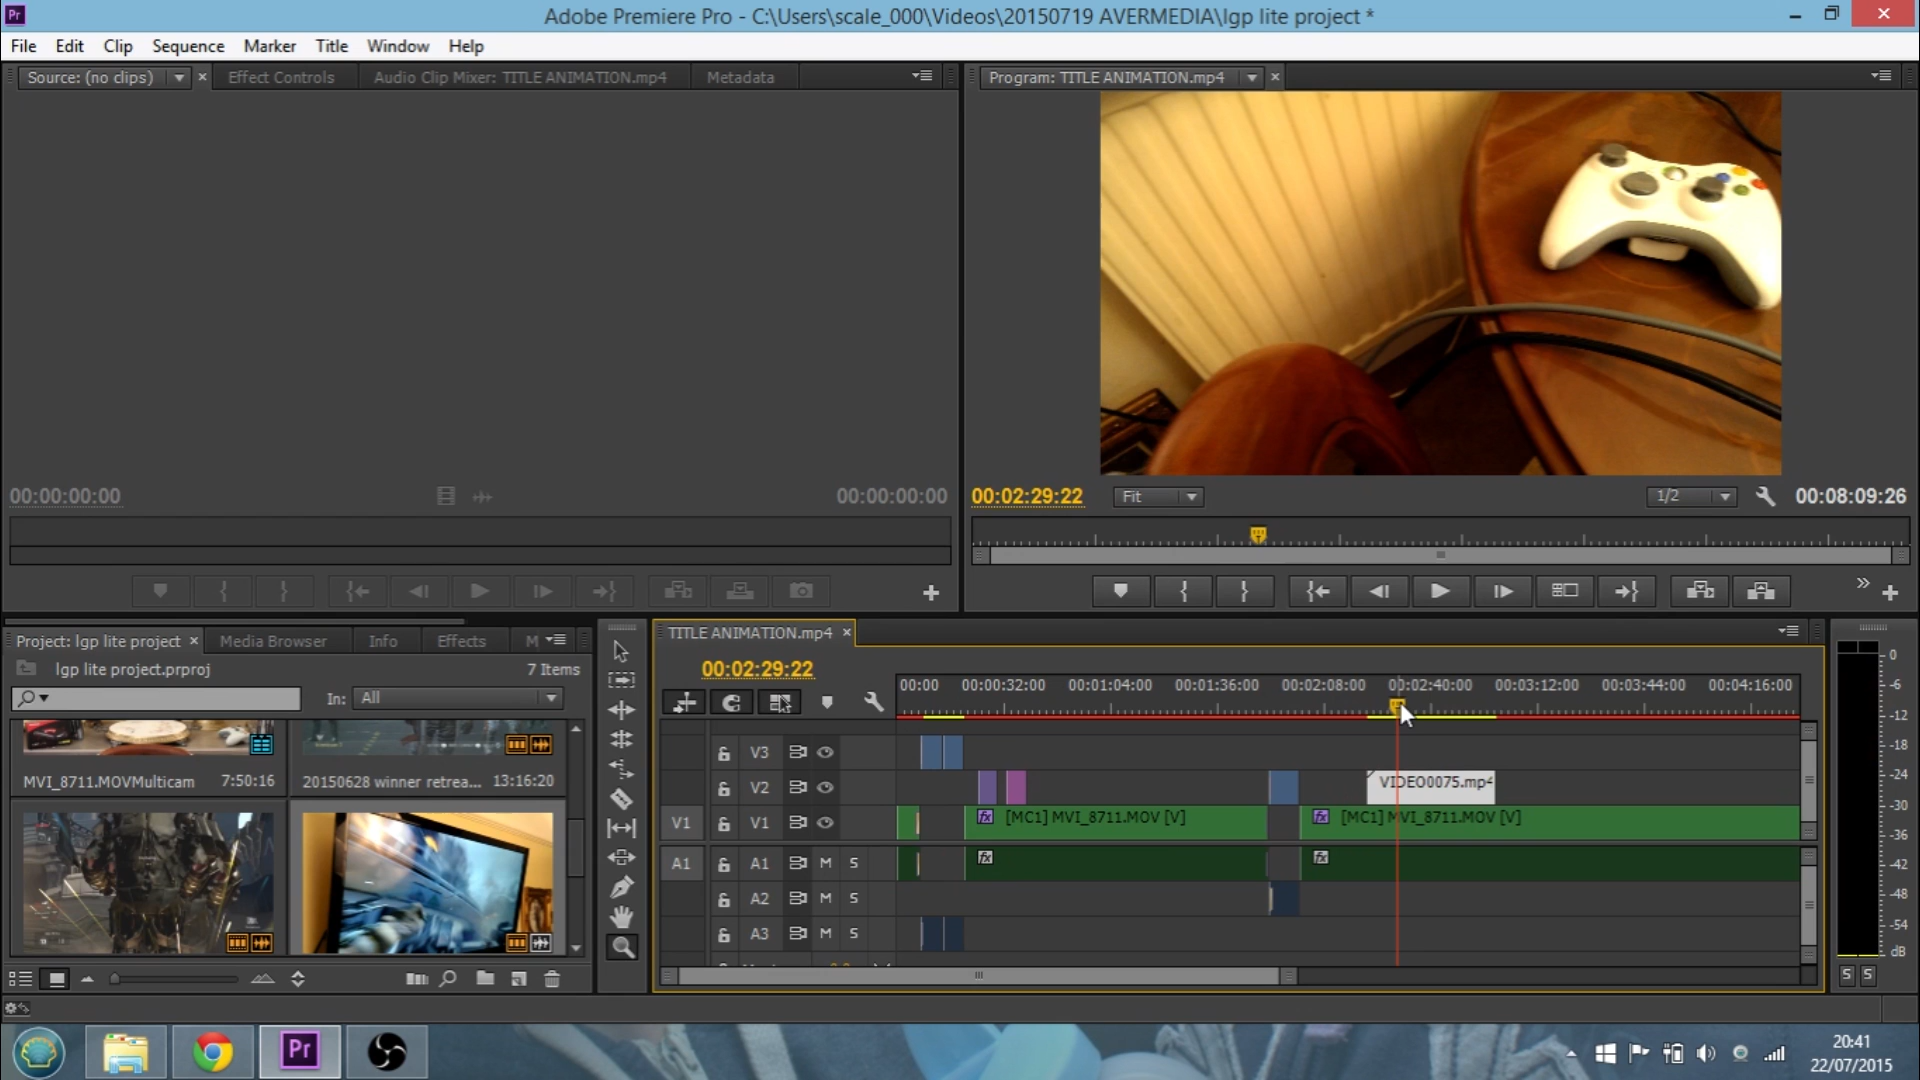 Pr
Adobe Premiere Pro - C:\Users\scale_000\Videos\20150719 AVERMEDIA\lgp lite project *
File Edit Clip Sequence Marker Title Window Help
Source: (no clips) Effect Controls Audio Clip Mixer: TITLE ANIMATION.mp4 Metadata
Program: TITLE ANIMATION.mp4
00:00:00:00 00:00:00:00
00:02:29:22 Fit 1/2 00:08:09:26
Project: lgp lite project Media Browser Info Effects M
lgp lite project.prproj 7 Items
In: All
MVI_8711.MOVMulticam 7:50:16
20150628 winner retrea... 13:16:20
TITLE ANIMATION.mp4
00:02:29:22
00:00 00:00:32:00 00:01:04:00 00:01:36:00 00:02:08:00 00:02:40:00 00:03:12:00 00:03:44:00 00:04:16:00
V3
V2 VIDEO0075.mp4
V1 V1 fx [MC1] MVI_8711.MOV [V] fx [MC1] MVI_8711.MOV [V]
A1 A1 M S fx fx
A2 M S
A3 M S
0
-6
-12
-18
-24
-30
-36
-42
-48
-54
dB
S S
Pr
20:41
22/07/2015